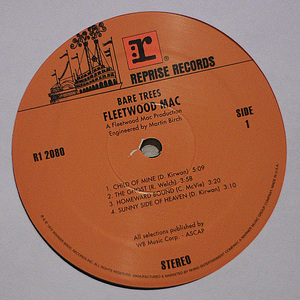 r
REPRISE RECORDS
BARE TREES
FLEETWOOD MAC
A Fleetwood Mac Production
Engineered by Martin Birch
R1 2080
SIDE
1
1. CHILD OF MINE (D. Kirwan) 5:09
2. THE GHOST (B. Welch) 3:58
3. HOMEWARD BOUND (C. McVie) 3:20
4. SUNNY SIDE OF HEAVEN (D. Kirwan) 3:10
All selections published by
WB Music Corp. - ASCAP
STEREO